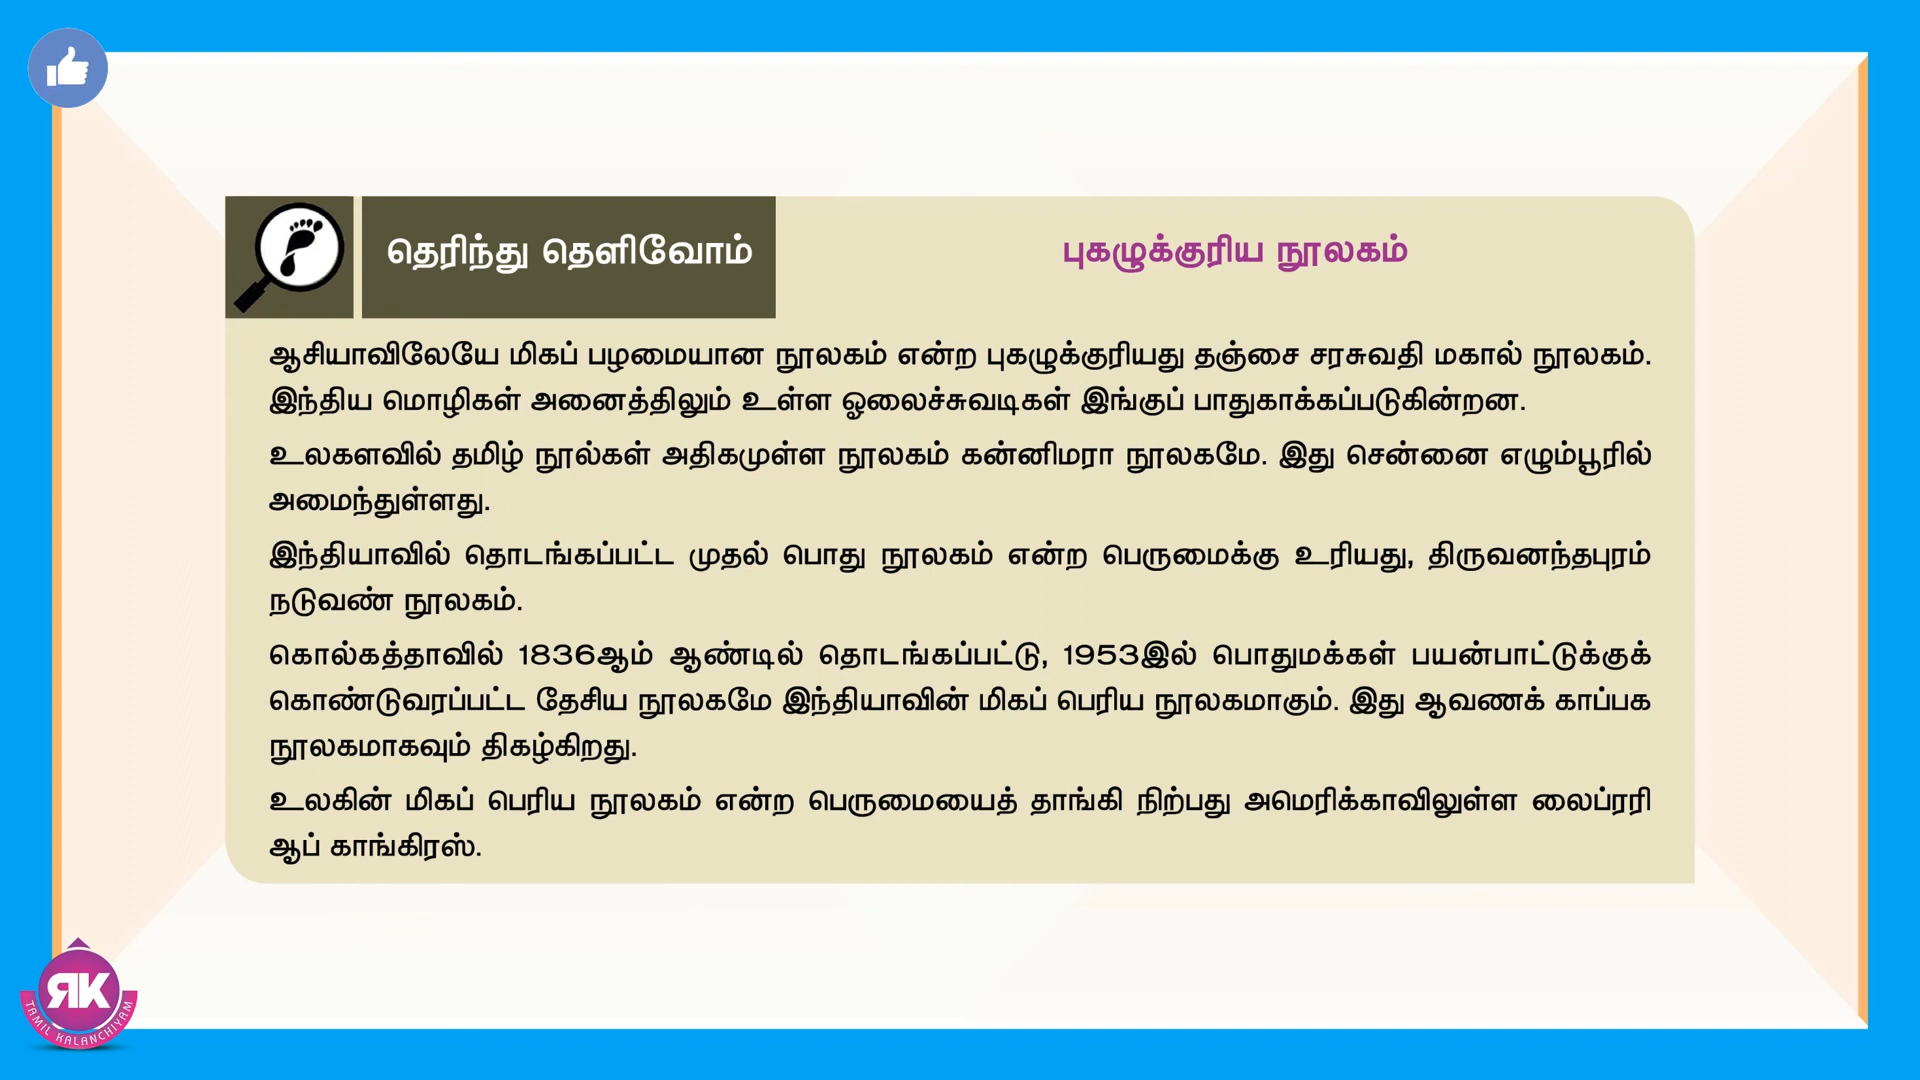 தெரிந்து தெளிவோம்
புகழுக்குரிய நூலகம்
ஆசியாவிலேயே மிகப் பழமையான நூலகம் என்ற புகழுக்குரியது தஞ்சை சரசுவதி மகால் நூலகம்.
இந்திய மொழிகள் அனைத்திலும் உள்ள ஓலைச்சுவடிகள் இங்குப் பாதுகாக்கப்படுகின்றன.
உலகளவில் தமிழ் நூல்கள் அதிகமுள்ள நூலகம் கன்னிமரா நூலகமே. இது சென்னை எழும்பூரில்
அமைந்துள்ளது.
இந்தியாவில் தொடங்கப்பட்ட முதல் பொது நூலகம் என்ற பெருமைக்கு உரியது, திருவனந்தபுரம்
நடுவண் நூலகம்.
கொல்கத்தாவில் 1836ஆம் ஆண்டில் தொடங்கப்பட்டு, 1953இல் பொதுமக்கள் பயன்பாட்டுக்குக்
கொண்டுவரப்பட்ட தேசிய நூலகமே இந்தியாவின் மிகப் பெரிய நூலகமாகும். இது ஆவணக் காப்பக
நூலகமாகவும் திகழ்கிறது.
உலகின் மிகப் பெரிய நூலகம் என்ற பெருமையைத் தாங்கி நிற்பது அமெரிக்காவிலுள்ள லைப்ரரி
ஆப் காங்கிரஸ்.
RK
TAMIL KALANCHIYAM